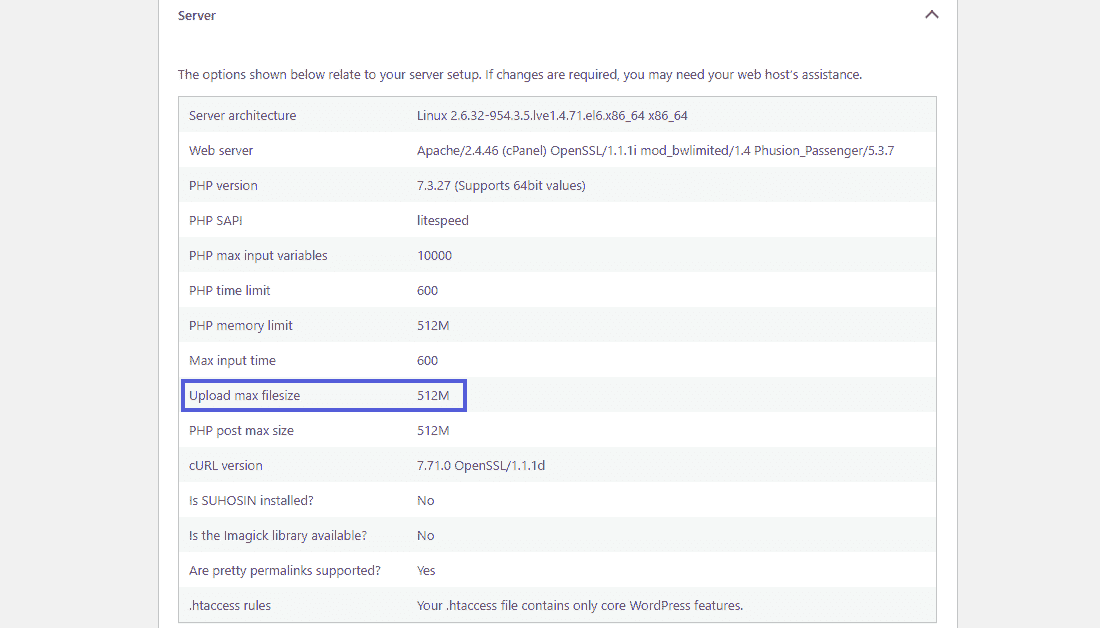 Server
The options shown below relate to your server setup. If changes are required, you may need your web host's assistance.
Server architecture Linux 2.6.32-954.3.5.lve1.4.71.el6.x86_64 x86_64
Web server Apache/2.4.46 (cPanel) OpenSSL/1.1.1i mod_bwlimited/1.4 Phusion_Passenger/5.3.7
PHP version 7.3.27 (Supports 64bit values)
PHP SAPI litespeed
PHP max input variables 10000
PHP time limit 600
PHP memory limit 512M
Max input time 600
Upload max filesize 512M
PHP post max size 512M
cURL version 7.71.0 OpenSSL/1.1.1d
Is SUHOSIN installed? No
Is the Imagick library available? No
Are pretty permalinks supported? Yes
.htaccess rules Your .htaccess file contains only core WordPress features.